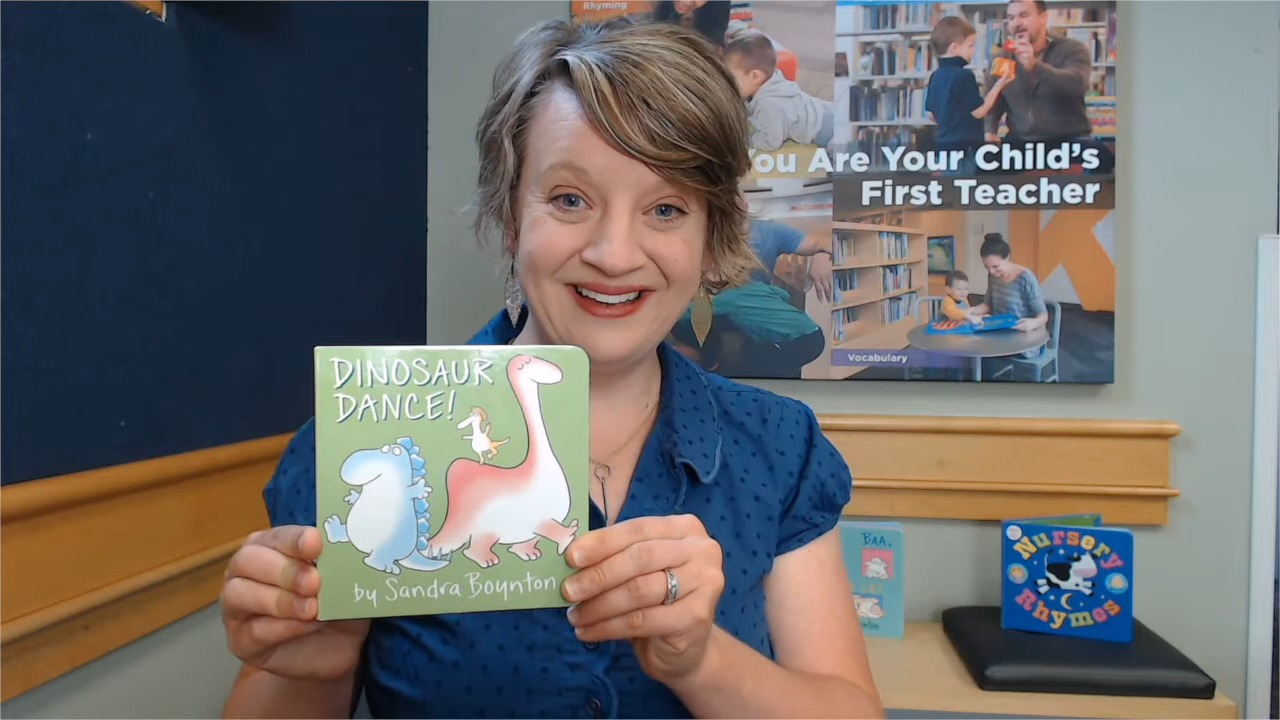 Rhyming
You Are Your Child's
First Teacher
Vocabulary
DINOSAUR
DANCE!
by Sandra Boynton
BAA,
Nursery
Rhymes